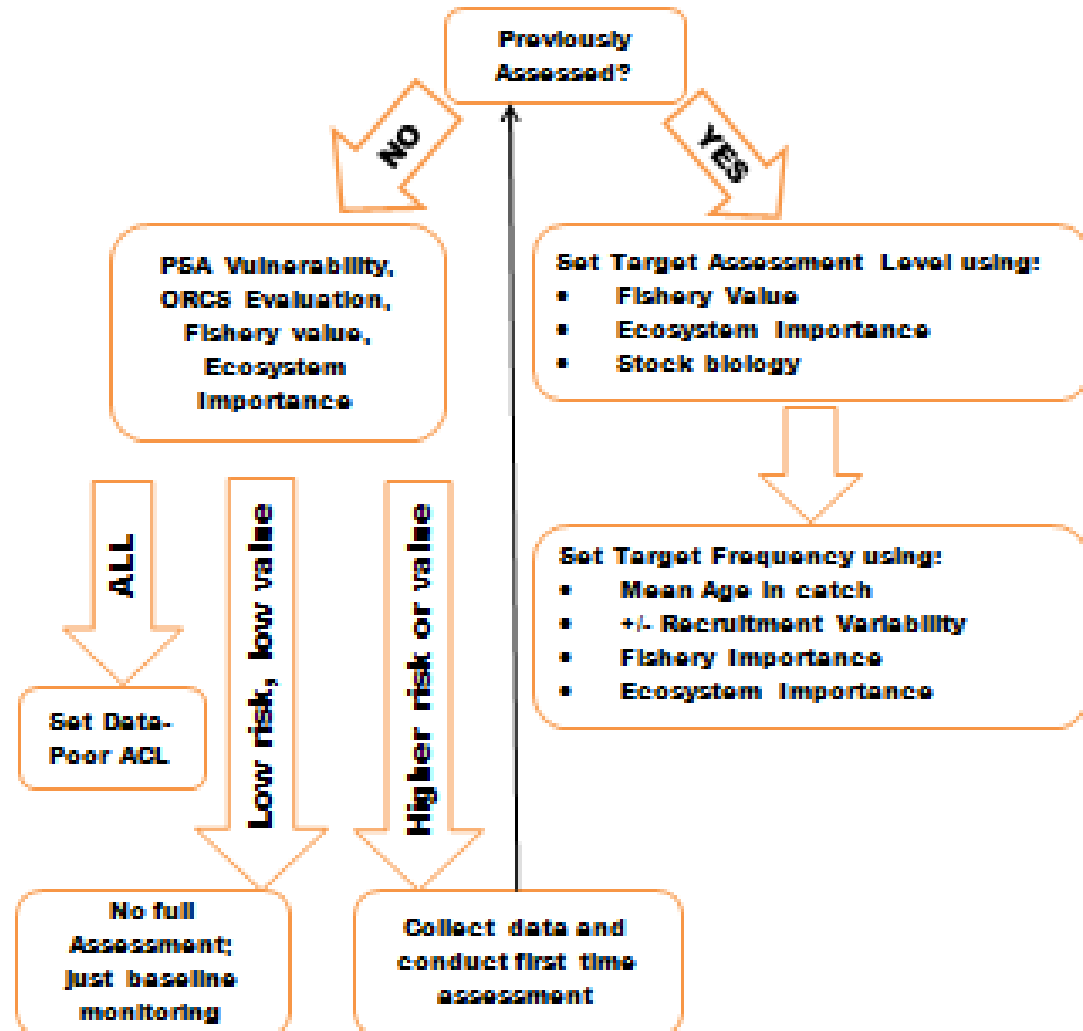 Previously
Assessed?
NO
YES
PSA Vulnerability,
ORCS Evaluation,
Fishery value,
Ecosystem
Importance
Set Target Assessment Level using:
• Fishery Value
• Ecosystem Importance
• Stock biology
Set Target Frequency using:
• Mean Age in catch
• +/- Recruitment Variability
• Fishery Importance
• Ecosystem Importance
ALL
Low risk, low value
Higher risk or value
Set Data-
Poor ACL
No full
Assessment;
just baseline
monitoring
Collect data and
conduct first time
assessment